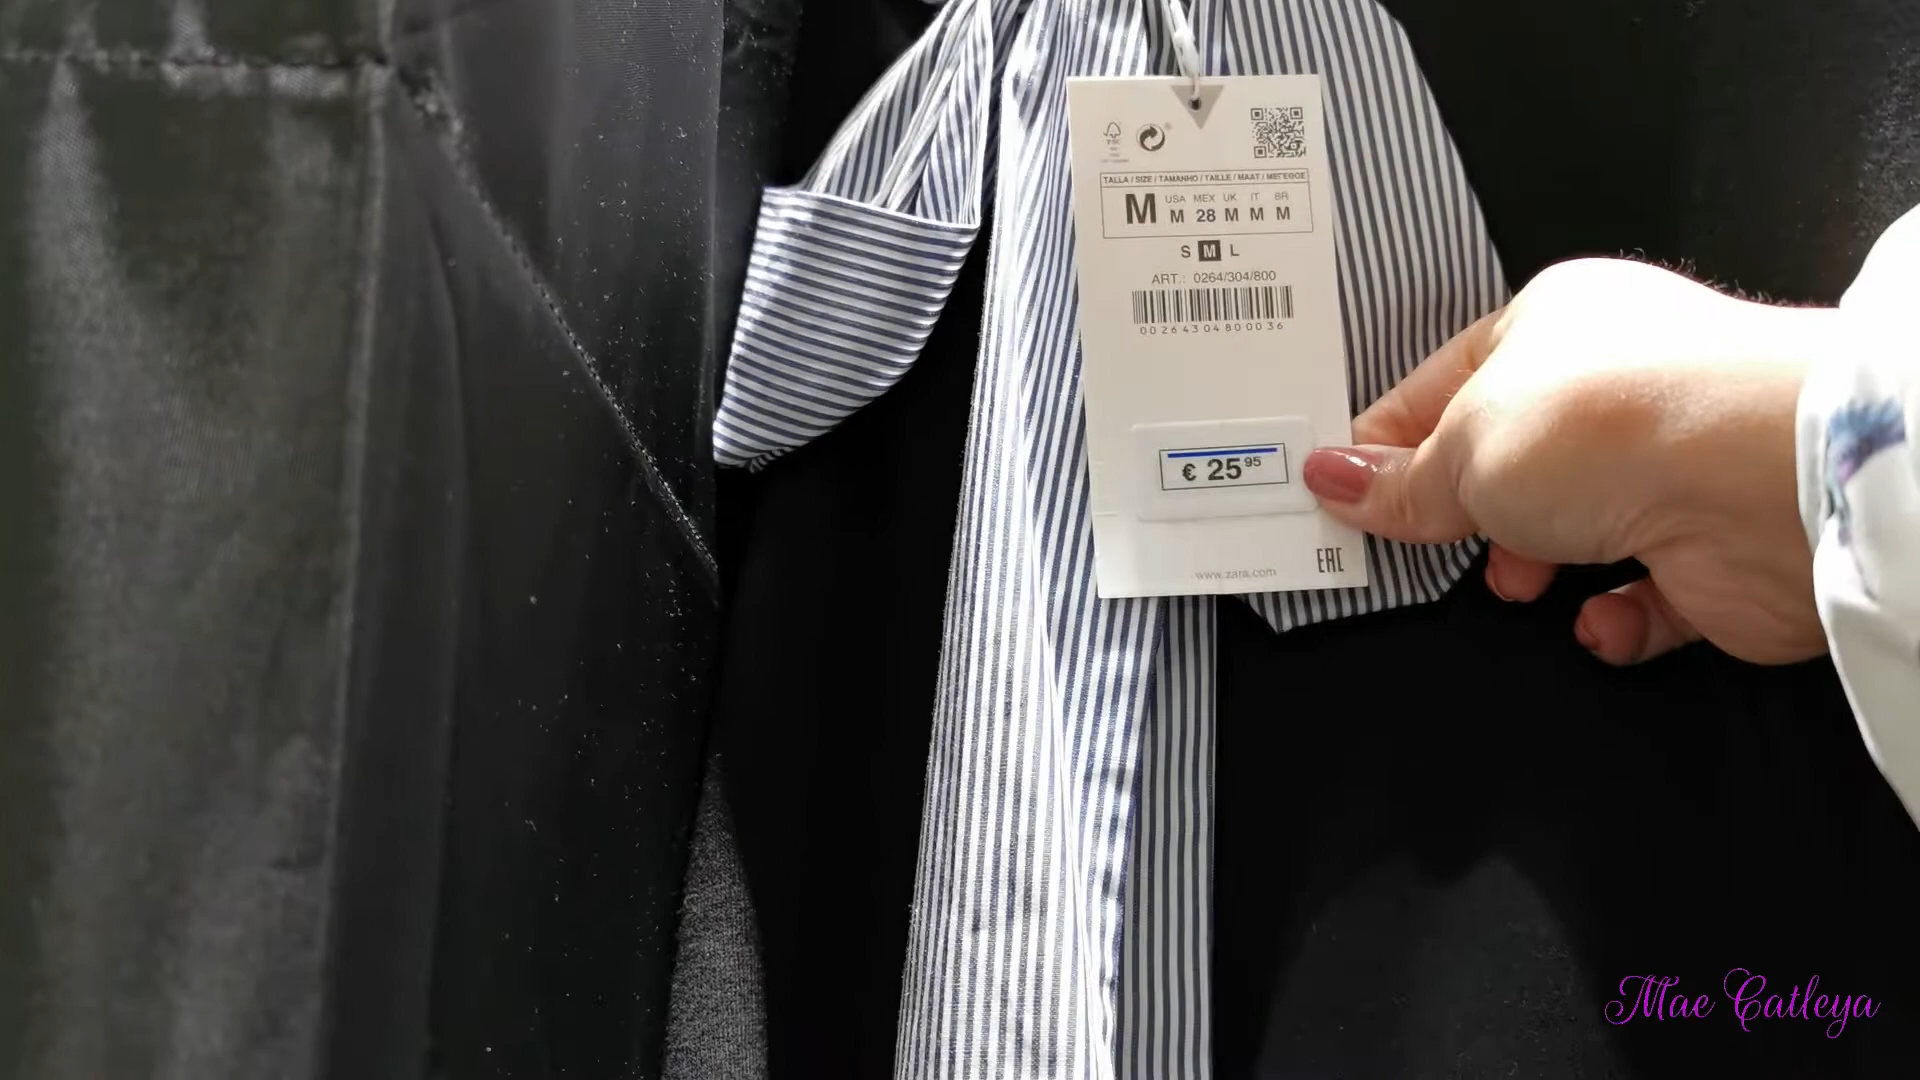 FSC
TALLA / SIZE / TAMANHO / TAILLE / MAAT / ΜΕΓΕΘΟΣ
M USA M MEX 28 UK M IT M BR M
S M L
ART.: 0264/304/800
00264304800036
€ 25 95
www.zara.com
EAC
Mae Catleya